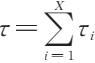 τ = ∑_{i=1}^{X} τ_i